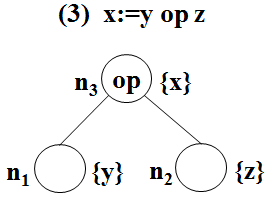 (3) x:=y op z
n3 op {x}
n1 {y} n2 {z}